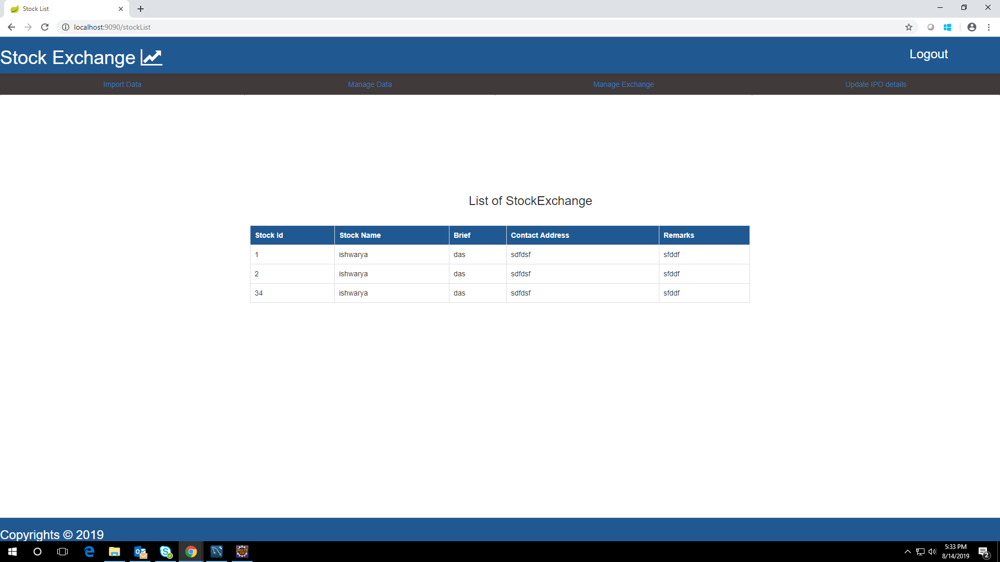 Stock List
localhost:9090/stockList
Stock Exchange
Logout
Import Data Manage Data Manage Exchange Update IPO details
List of StockExchange
Stock Id Stock Name Brief Contact Address Remarks
1 ishwarya das sdfdsf sfddf
2 ishwarya das sdfdsf sfddf
34 ishwarya das sdfdsf sfddf
Copyrights © 2019
5:33 PM
8/14/2019
2